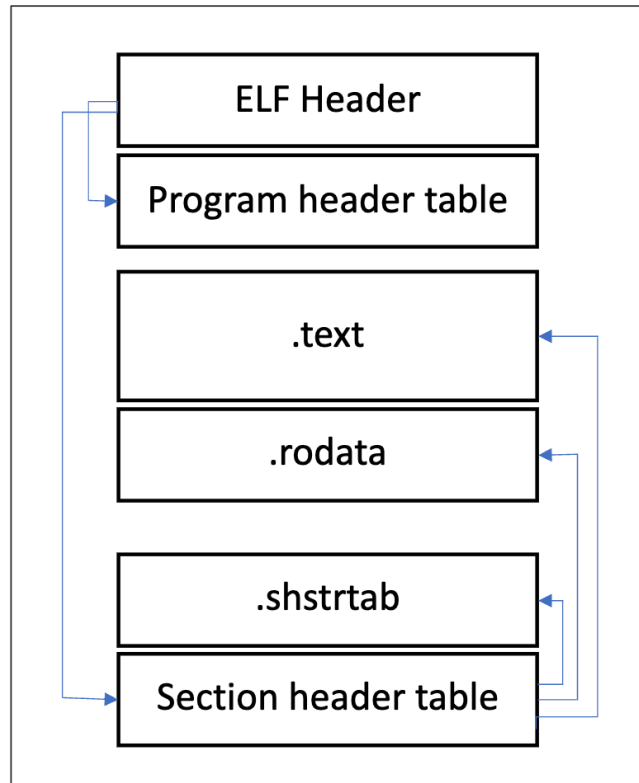 ELF Header
Program header table
.text
.rodata
.shstrtab
Section header table